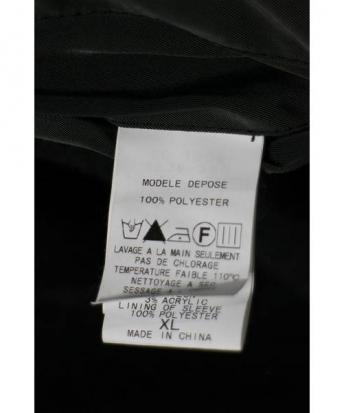 MODELE DEPOSE
100% POLYESTER
F
LAVAGE A LA MAIN SEULEMENT
PAS DE CHLORAGE
TEMPERATURE FAIBLE 110°C
NETTOYAGE A SEC
SESSAGE A
3% ACRYLIC
LINING OF SLEEVE
100% POLYESTER
XL
MADE IN CHINA